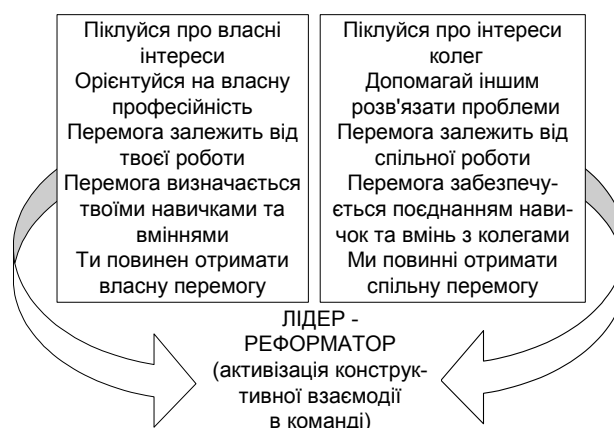 Піклуйся про власні
інтереси
Орієнтуйся на власну
професійність
Перемога залежить від
твоєї роботи
Перемога визначається
твоїми навичками та
вміннями
Ти повинен отримати
власну перемогу
Піклуйся про інтереси
колег
Допомагай іншим
розв'язати проблеми
Перемога залежить від
спільної роботи
Перемога забезпечу-
ється поєднанням нави-
чок та вмінь з колегами
Ми повинні отримати
спільну перемогу
ЛІДЕР -
РЕФОРМАТОР
(активізація конструк-
тивної взаємодії
в команді)